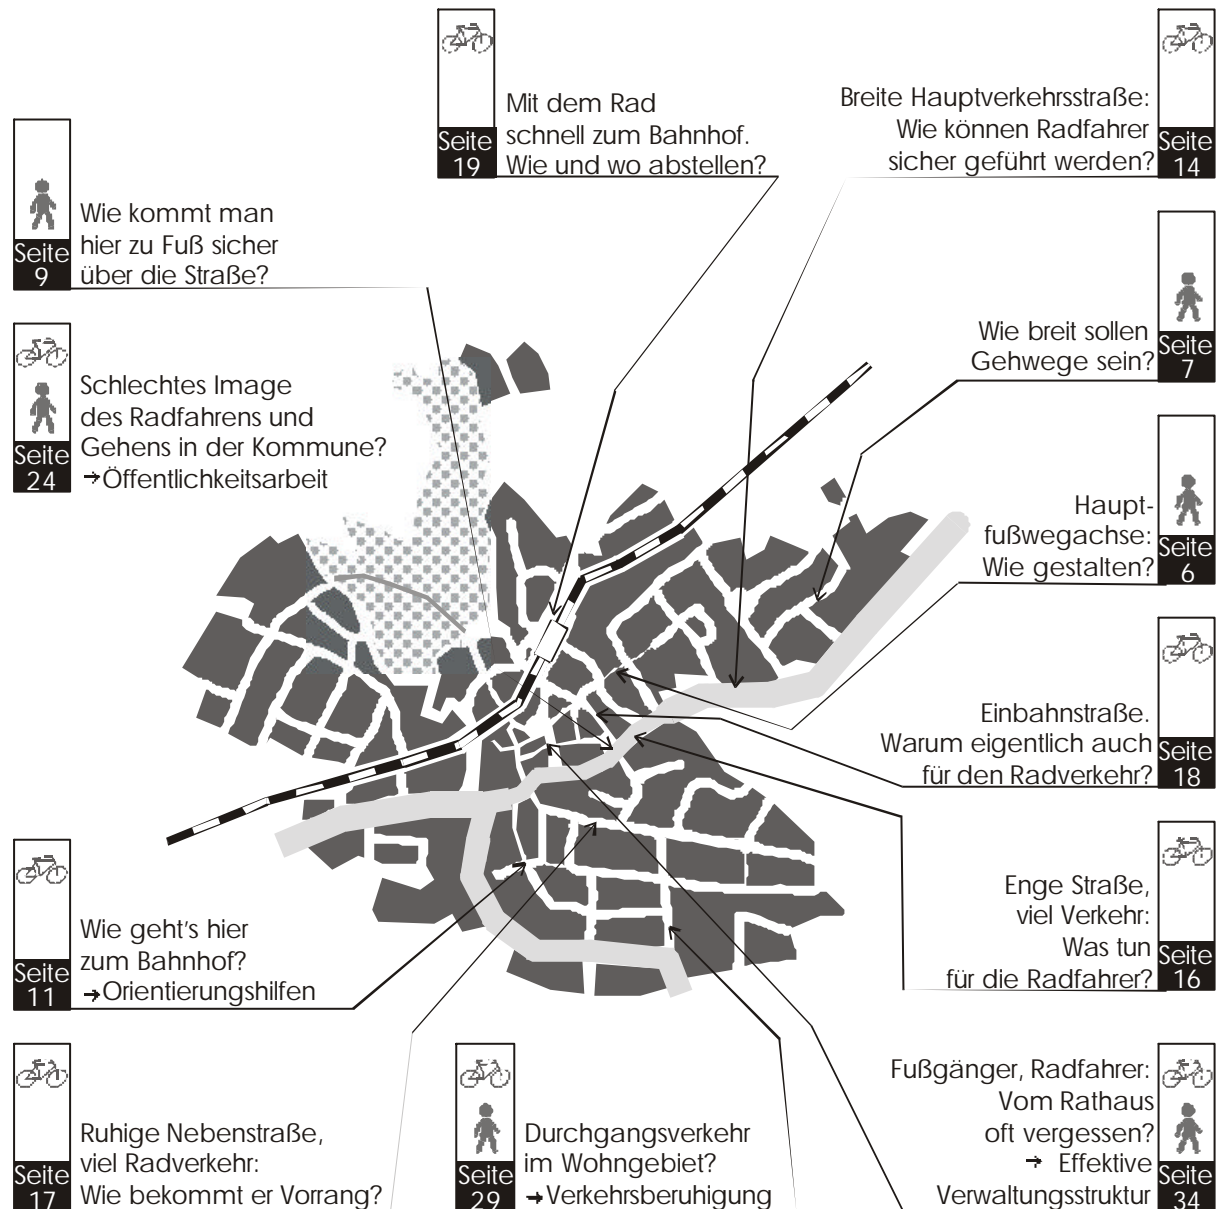 Seite
19
Mit dem Rad
schnell zum Bahnhof.
Wie und wo abstellen?
Breite Hauptverkehrsstraße:
Wie können Radfahrer
sicher geführt werden?
Seite
14
Seite
9
Wie kommt man
hier zu Fuß sicher
über die Straße?
Wie breit sollen
Gehwege sein?
Seite
7
Seite
24
Schlechtes Image
des Radfahrens und
Gehens in der Kommune?
→Öffentlichkeitsarbeit
Haupt-
fußwegachse:
Wie gestalten?
Seite
6
Einbahnstraße.
Warum eigentlich auch
für den Radverkehr?
Seite
18
Seite
11
Wie geht's hier
zum Bahnhof?
→Orientierungshilfen
Enge Straße,
viel Verkehr:
Was tun
für die Radfahrer?
Seite
16
Seite
17
Ruhige Nebenstraße,
viel Radverkehr:
Wie bekommt er Vorrang?
Seite
29
Durchgangsverkehr
im Wohngebiet?
→Verkehrsberuhigung
Fußgänger, Radfahrer:
Vom Rathaus
oft vergessen?
→ Effektive
Verwaltungsstruktur
Seite
34